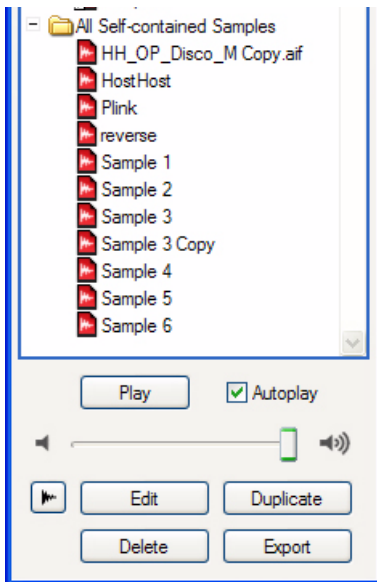 All Self-contained Samples
HH_OP_Disco_M Copy.aif
HostHost
Plink
reverse
Sample 1
Sample 2
Sample 3
Sample 3 Copy
Sample 4
Sample 5
Sample 6
Play Autoplay
Edit Duplicate
Delete Export